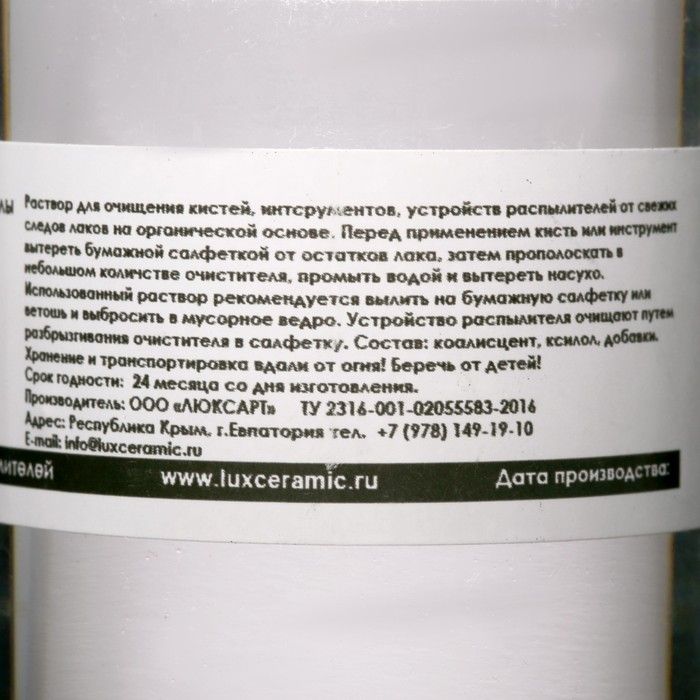 лы
Раствор для очищения кистей, интсрументов, устройств распылителей от свежих
следов лаков на органической основе. Перед применением кисть или инструмент
вытереть бумажной салфеткой от остатков лака, затем прополоскать в
небольшом количстве очистителя, промыть водой и вытереть насухо.
Использованный раствор рекомендуется вылить на бумажную салфетку или
ветошь и выбросить в мусорное ведро. Устройство распылителя очищают путем
разбрызгивания очистителя в салфетку. Состав: коалисцент, ксилол, добавки.
Хранение и транспортировка вдали от огня! Беречь от детей!
Срок годности: 24 месяца со дня изготовления.
Производитель: ООО «ЛЮКСАРТ» ТУ 2316-001-02055583-2016
Адрес: Республика Крым, г.Евпатория тел. +7 (978) 149-19-10
E-mail: info@luxceramic.ru
лителей www.luxceramic.ru Дата производства: